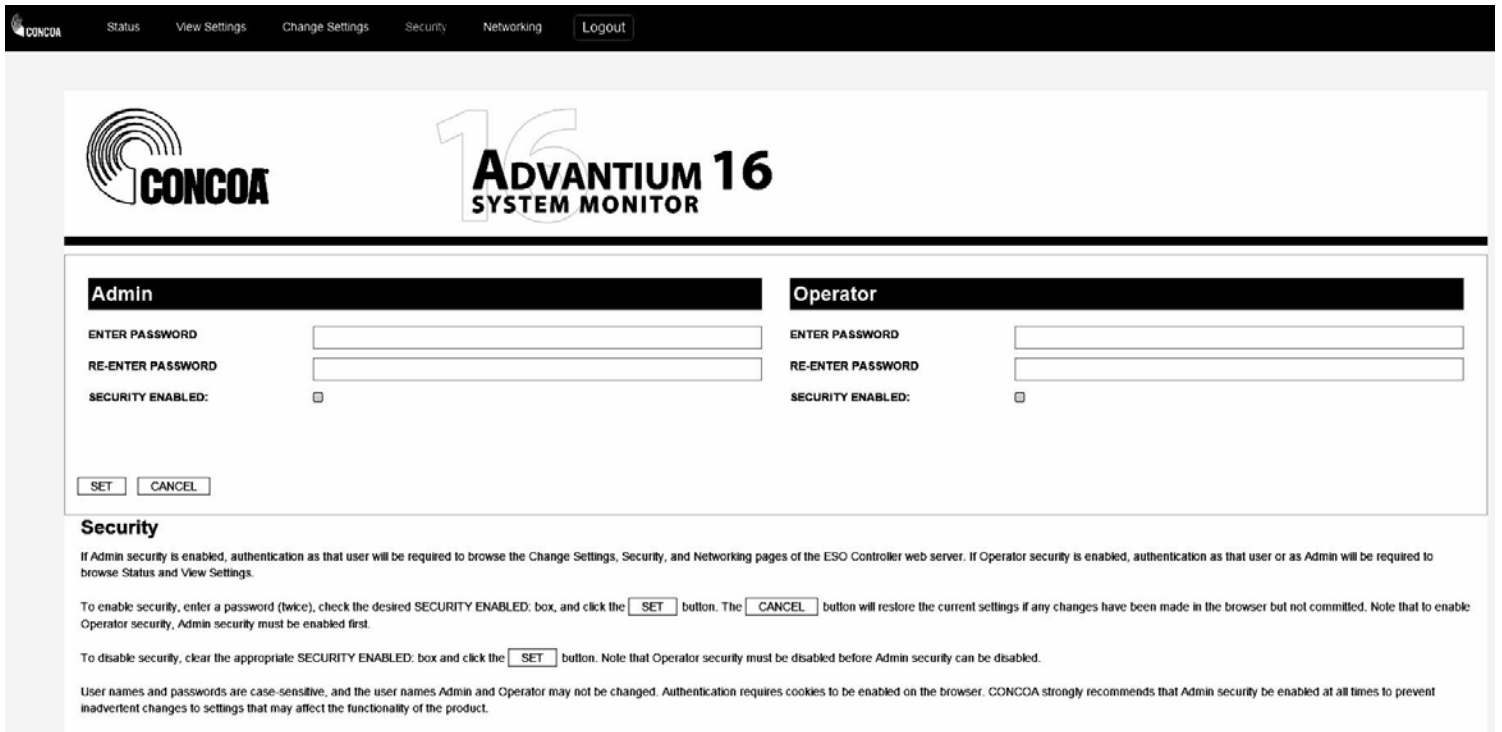 CONCOA Status View Settings Change Settings Security Networking Logout
CONCOA
16
ADVANTIUM 16
SYSTEM MONITOR
Admin
ENTER PASSWORD
RE-ENTER PASSWORD
SECURITY ENABLED:
Operator
ENTER PASSWORD
RE-ENTER PASSWORD
SECURITY ENABLED:
SET CANCEL
Security
If Admin security is enabled, authentication as that user will be required to browse the Change Settings, Security, and Networking pages of the ESO Controller web server. If Operator security is enabled, authentication as that user or as Admin will be required to
browse Status and View Settings.
To enable security, enter a password (twice), check the desired SECURITY ENABLED: box, and click the SET button. The CANCEL button will restore the current settings if any changes have been made in the browser but not committed. Note that to enable
Operator security, Admin security must be enabled first.
To disable security, clear the appropriate SECURITY ENABLED: box and click the SET button. Note that Operator security must be disabled before Admin security can be disabled.
User names and passwords are case-sensitive, and the user names Admin and Operator may not be changed. Authentication requires cookies to be enabled on the browser. CONCOA strongly recommends that Admin security be enabled at all times to prevent
inadvertent changes to settings that may affect the functionality of the product.